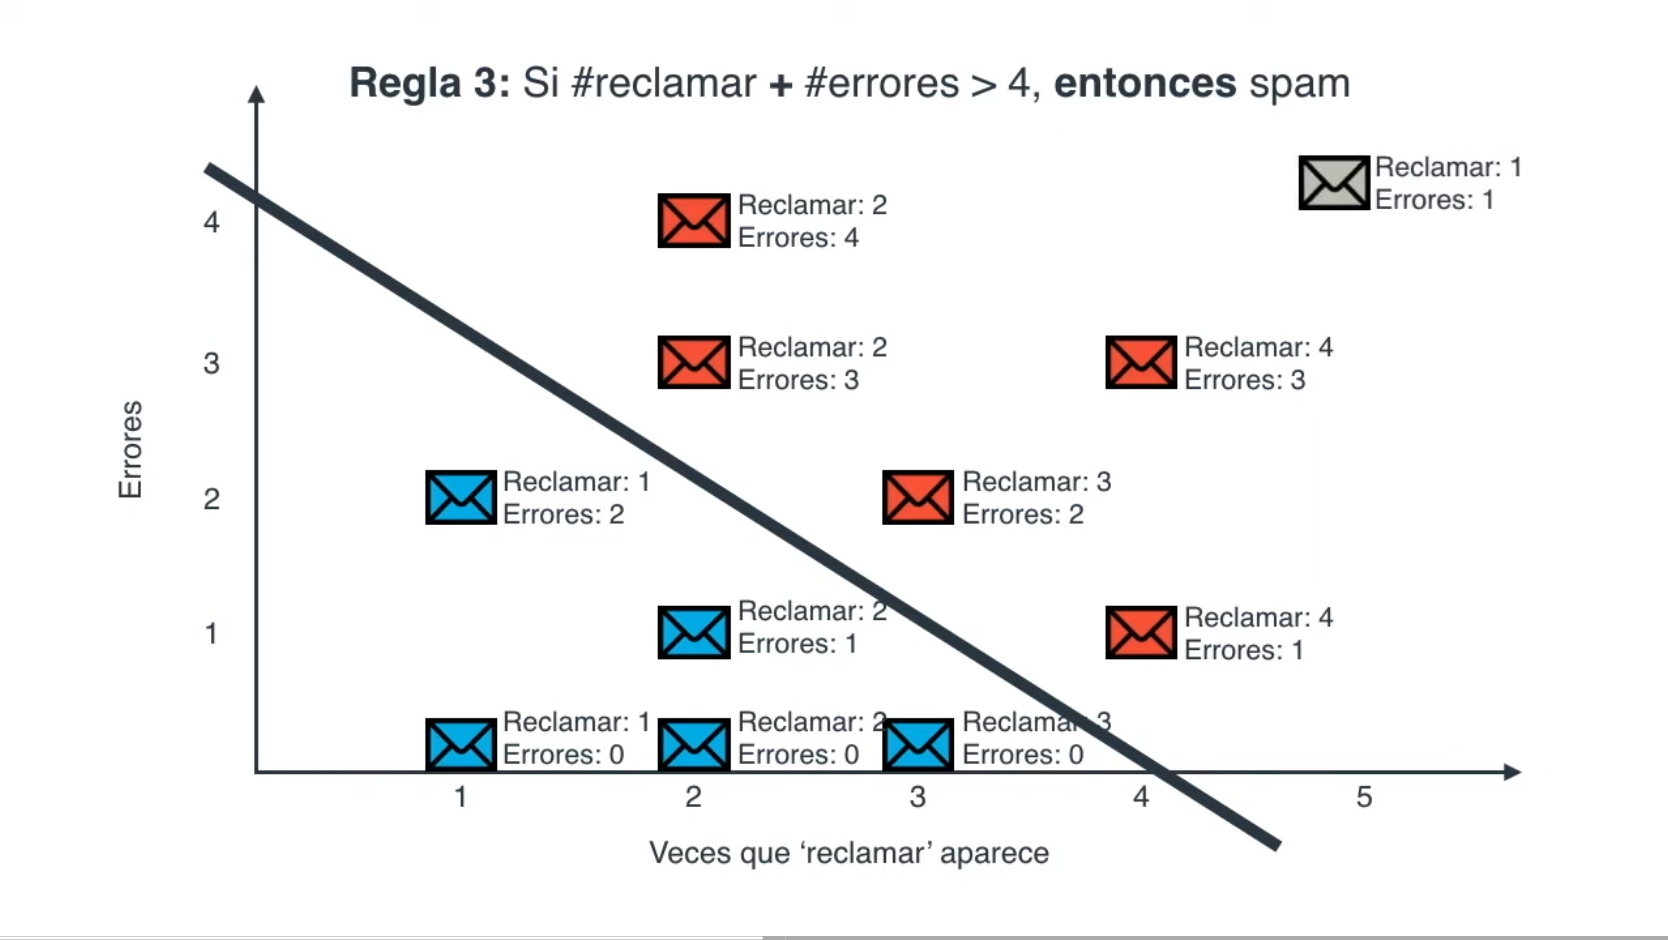 Regla 3: Si #reclamar + #errores > 4, entonces spam
Reclamar: 1
Errores: 1
Reclamar: 2
Errores: 4
4
Reclamar: 2
Errores: 3
Reclamar: 4
Errores: 3
3
Errores
Reclamar: 1
Errores: 2
Reclamar: 3
Errores: 2
2
Reclamar: 2
Errores: 1
Reclamar: 4
Errores: 1
1
Reclamar: 1
Errores: 0
Reclamar: 2
Errores: 0
Reclamar: 3
Errores: 0
1 2 3 4 5
Veces que ‘reclamar’ aparece